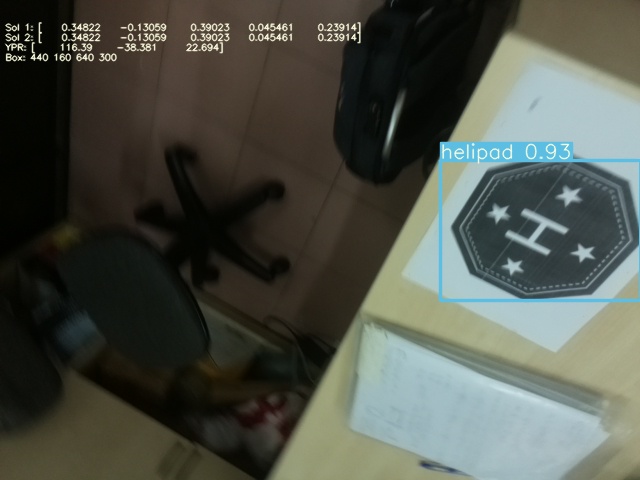 Sol 1: [ 0.34822 -0.13059 0.39023 0.045461 0.23914]
Sol 2: [ 0.34822 -0.13059 0.39023 0.045461 0.23914]
YPR: [ 116.39 -38.381 22.694]
Box: 440 160 640 300
helipad 0.93
H